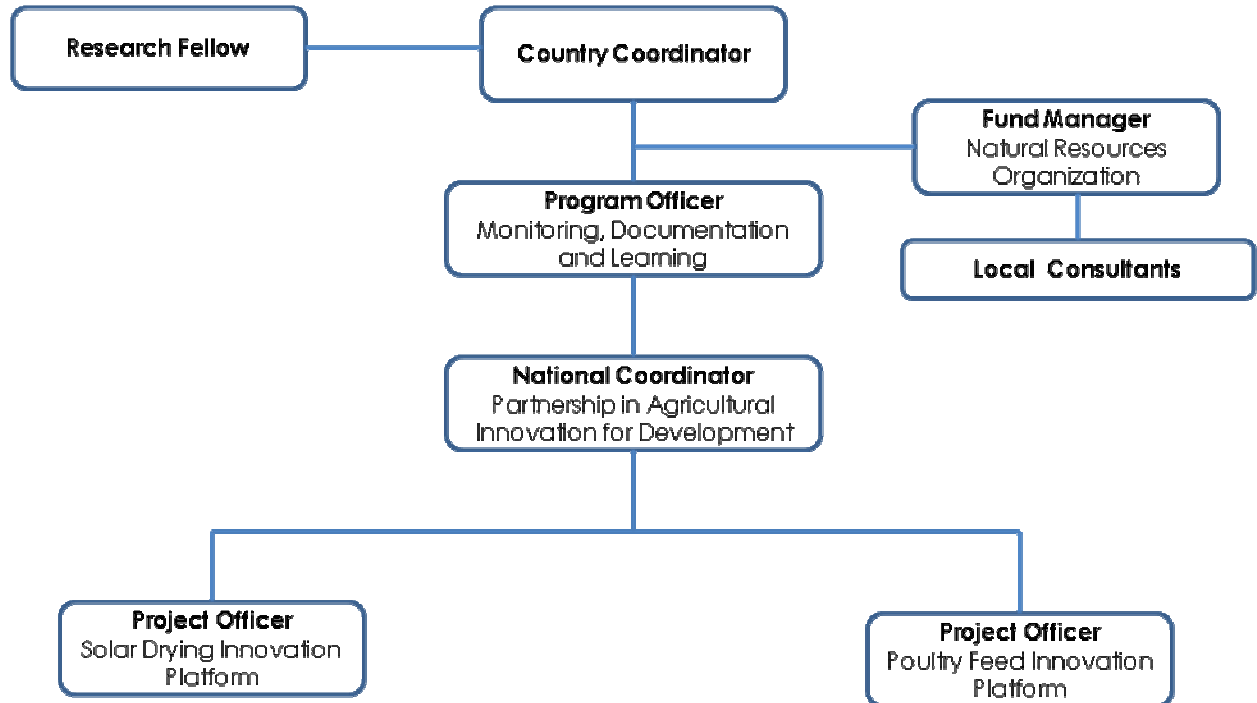 Research Fellow
Country Coordinator
Fund Manager
Natural Resources
Organization
Program Officer
Monitoring, Documentation
and Learning
Local Consultants
National Coordinator
Partnership in Agricultural
Innovation for Development
Project Officer
Solar Drying Innovation
Platform
Project Officer
Poultry Feed Innovation
Platform